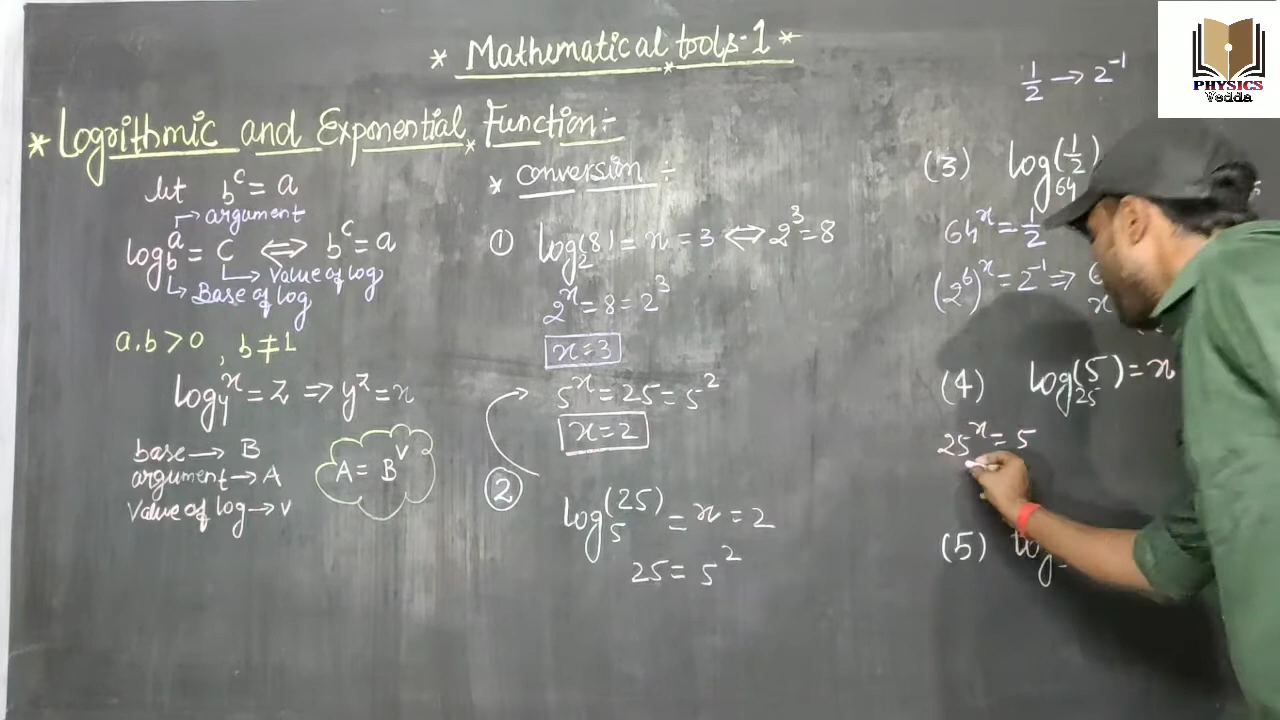 * Mathematical tools-1 *
* Logrithmic and Exponential Function:-
let b^c = a
→ argument
log_b^a = C ⇔ b^c = a
→ Value of log
→ Base of log
a.b > 0 , b ≠ 1
log_y^x = z ⇒ y^z = x
base → B
argument → A
Value of log → v
A = B^V
* conversion :-
① log_2(8) = x = 3 ⇔ 2^3 = 8
2^x = 8 = 2^3
x = 3
5^x = 25 = 5^2
x = 2
②
log_5(25) = x = 2
25 = 5^2
1/2 → 2^-1
(3) log_64(1/2)
64^x = 1/2
(2^6)^x = 2^-1 ⇒ 6
x
(4) log_25(5) = x
25^x = 5
(5) log
PHYSICS
Vedda